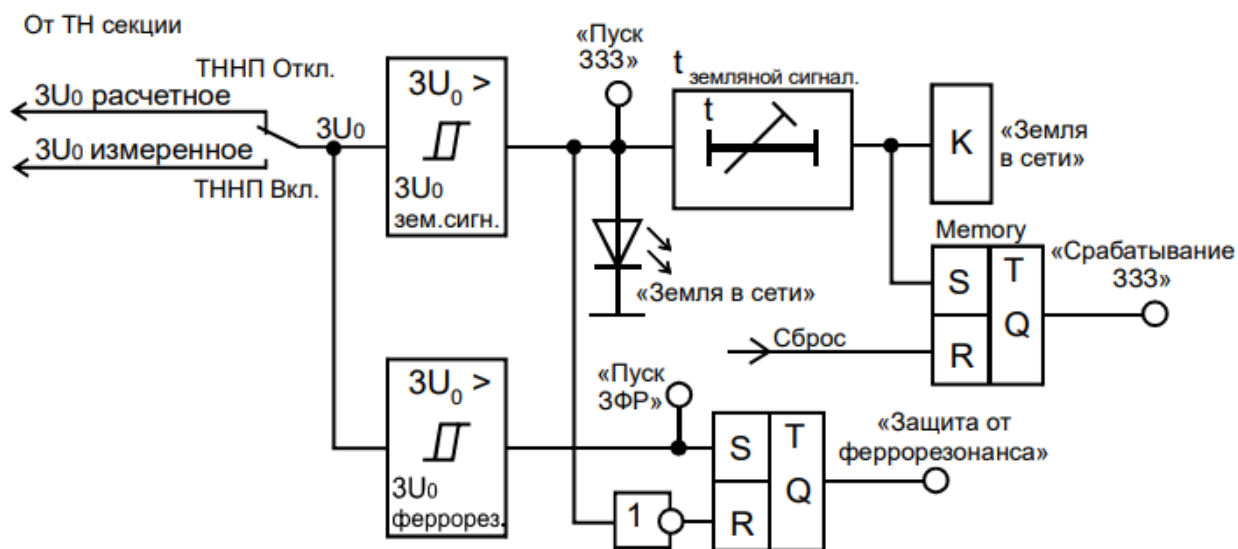 От ТН секции
ТННП Откл.
3U0 расчетное
3U0 измеренное
ТННП Вкл.
3U0
3U0 >
3U0
зем.сигн.
«Пуск
ЗЗЗ»
t земляной сигнал.
t
K
«Земля
в сети»
«Земля в сети»
Memory
S
T
Q
R
Сброс
«Срабатывание
ЗЗЗ»
3U0 >
3U0
феррорез.
«Пуск
ЗФР»
S
T
Q
R
1
«Защита от
феррорезонанса»